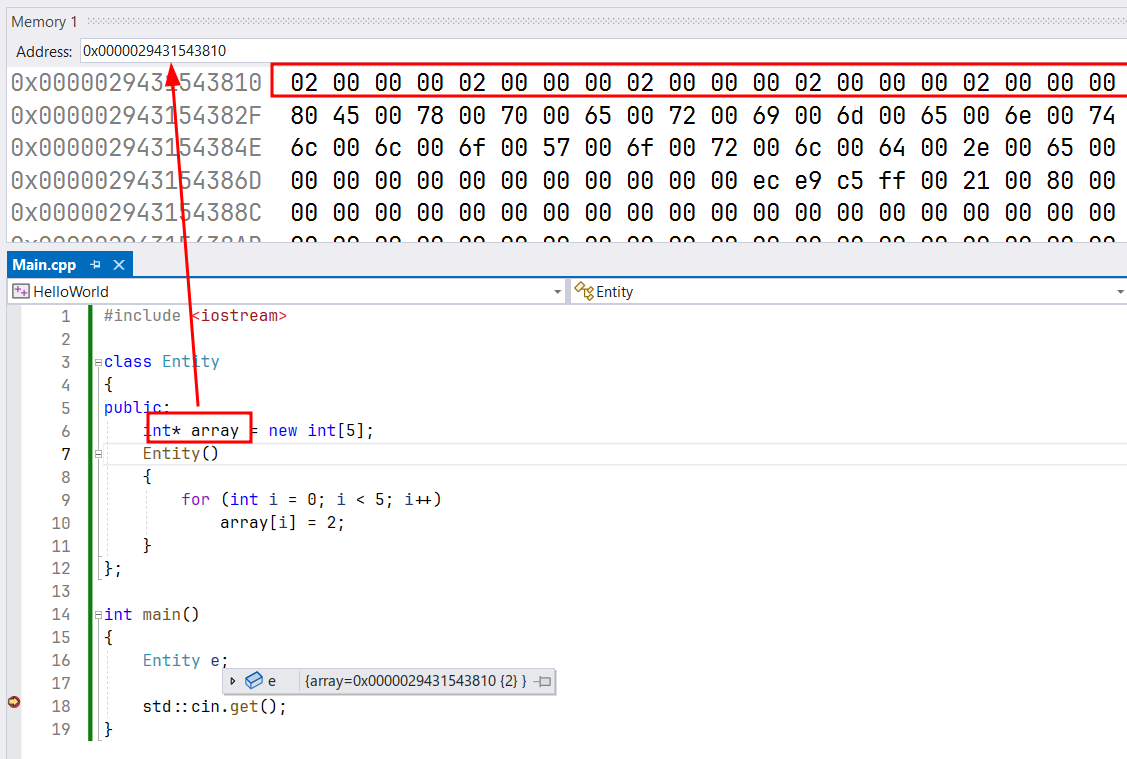 Memory 1
Address: 0x0000029431543810
0x0000029431543810 02 00 00 00 02 00 00 00 02 00 00 00 02 00 00 00 02 00 00 00
0x000002943154382F 80 45 00 78 00 70 00 65 00 72 00 69 00 6d 00 65 00 6e 00 74
0x000002943154384E 6c 00 6c 00 6f 00 57 00 6f 00 72 00 6c 00 64 00 2e 00 65 00
0x000002943154386D 00 00 00 00 00 00 00 00 00 00 00 ec e9 c5 ff 00 21 00 80 00
0x000002943154388C 00 00 00 00 00 00 00 00 00 00 00 00 00 00 00 00 00 00 00 00
Main.cpp
HelloWorld Entity
1 #include <iostream>
2
3 class Entity
4 {
5 public:
6 int* array = new int[5];
7 Entity()
8 {
9 for (int i = 0; i < 5; i++)
10 array[i] = 2;
11 }
12 };
13
14 int main()
15 {
16 Entity e;
e {array=0x0000029431543810 {2} }
17
18 std::cin.get();
19 }